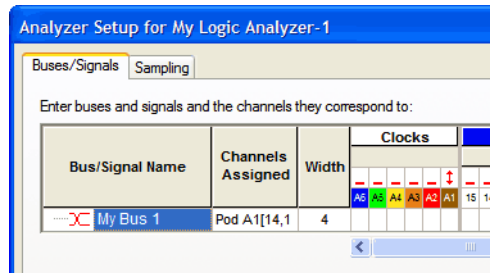 Analyzer Setup for My Logic Analyzer-1
Buses/Signals Sampling
Enter buses and signals and the channels they correspond to:
Bus/Signal Name Channels Assigned Width Clocks
A6 A5 A4 A3 A2 A1 15
My Bus 1 Pod A1[14,1 4